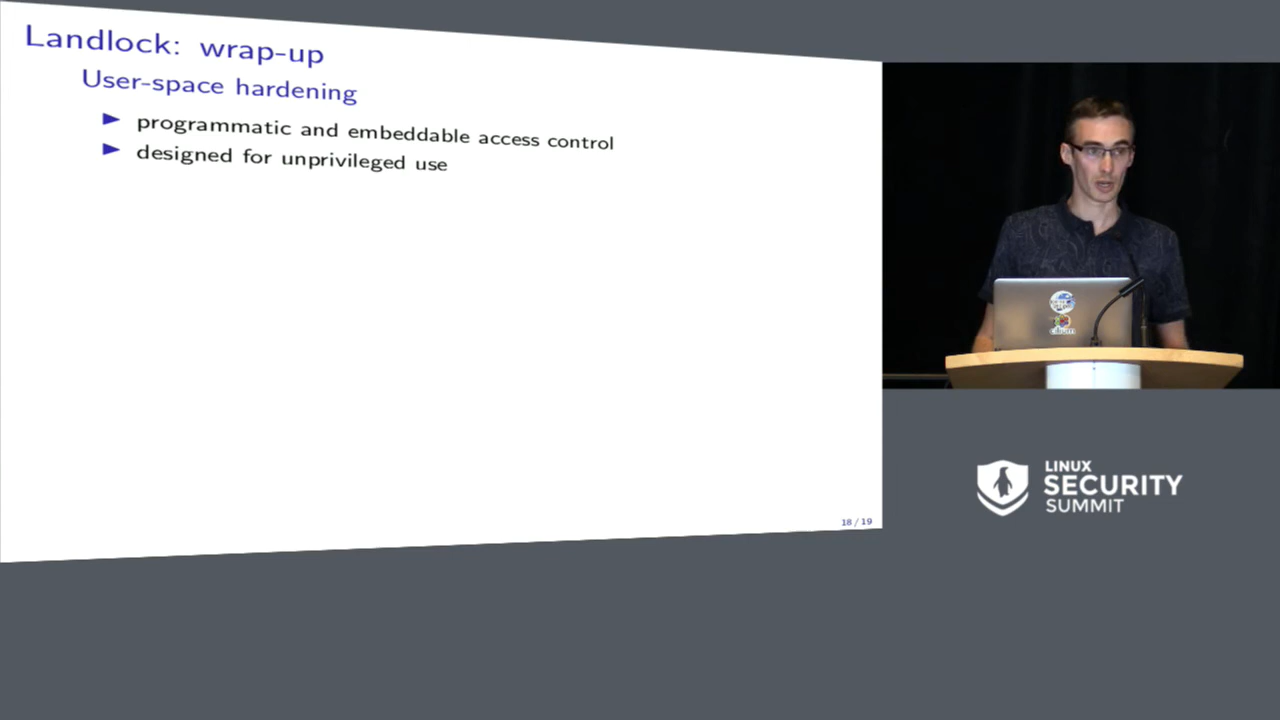 Landlock: wrap-up
User-space hardening
programmatic and embeddable access control
designed for unprivileged use
18 / 19
LINUX
SECURITY
SUMMIT